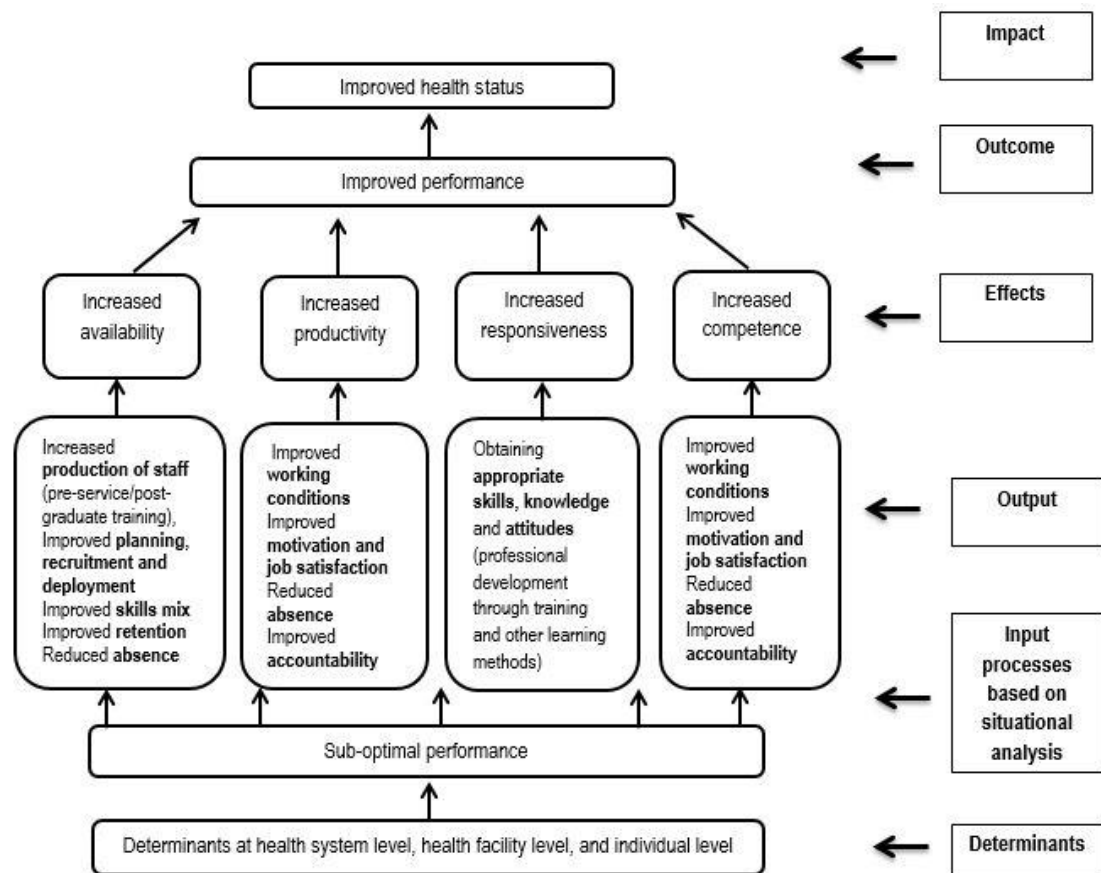 Impact
Improved health status
Outcome
Improved performance
Effects
Increased
availability
Increased
productivity
Increased
responsiveness
Increased
competence
Output
Increased
production of staff
(pre-service/post-
graduate training),
Improved planning,
recruitment and
deployment
Improved skills mix
Improved retention
Reduced absence
Improved
working
conditions
Improved
motivation and
job satisfaction
Reduced
absence
Improved
accountability
Obtaining
appropriate
skills, knowledge
and attitudes
(professional
development
through training
and other learning
methods)
Improved
working
conditions
Improved
motivation and
job satisfaction
Reduced
absence
Improved
accountability
Input
processes
based on
situational
analysis
Sub-optimal performance
Determinants at health system level, health facility level, and individual level
Determinants